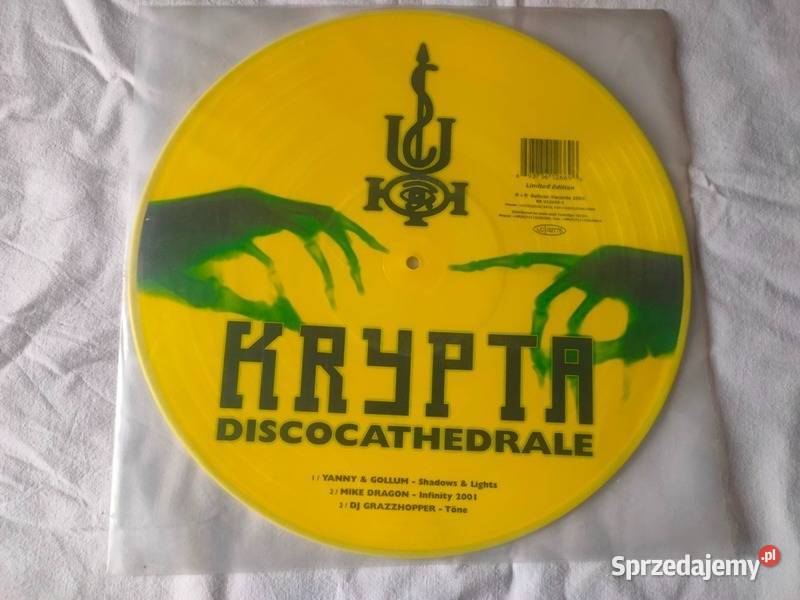 Limited Edition
KRYPTA
DISCOCATHEDRALE
1 / YANNY & GOLLUM - Shadows & Lights
2 / MIKE DRAGON - Infinity 2001
3 / DJ GRAZZHOPPER - Töne
Sprzedajemy.pl